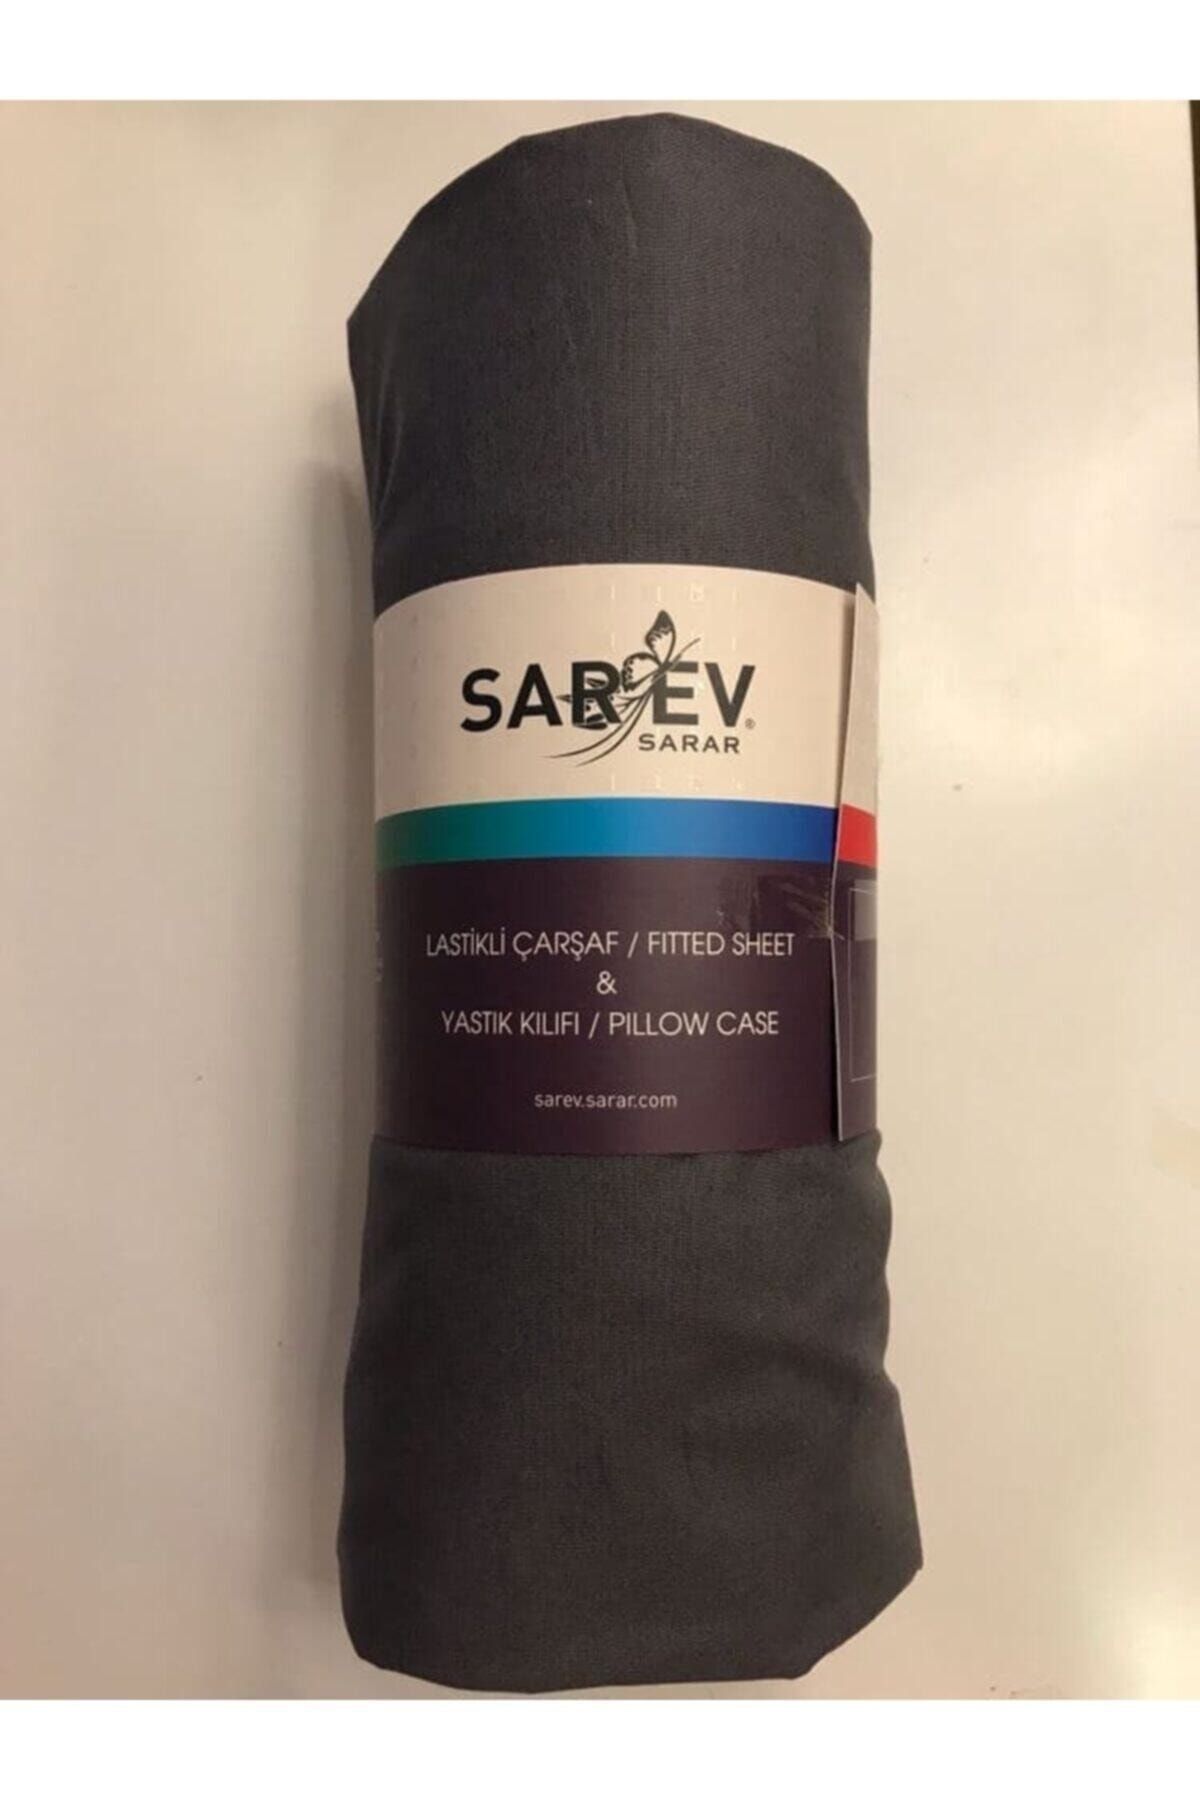 SAREV®
SARAR
LASTİKLİ ÇARŞAF / FITTED SHEET
&
YASTIK KILIFI / PILLOW CASE
sarev.sarar.com